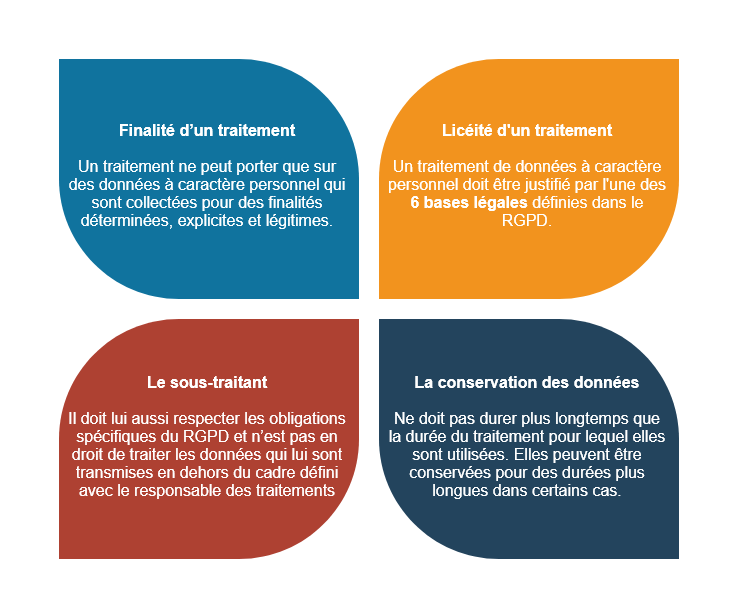 Finalité d’un traitement
Un traitement ne peut porter que sur
des données à caractère personnel qui
sont collectées pour des finalités
déterminées, explicites et légitimes.
Licéité d'un traitement
Un traitement de données à caractère
personnel doit être justifié par l'une des
6 bases légales définies dans le
RGPD.
Le sous-traitant
Il doit lui aussi respecter les obligations
spécifiques du RGPD et n’est pas en
droit de traiter les données qui lui sont
transmises en dehors du cadre défini
avec le responsable des traitements
La conservation des données
Ne doit pas durer plus longtemps que
la durée du traitement pour lequel elles
sont utilisées. Elles peuvent être
conservées pour des durées plus
longues dans certains cas.